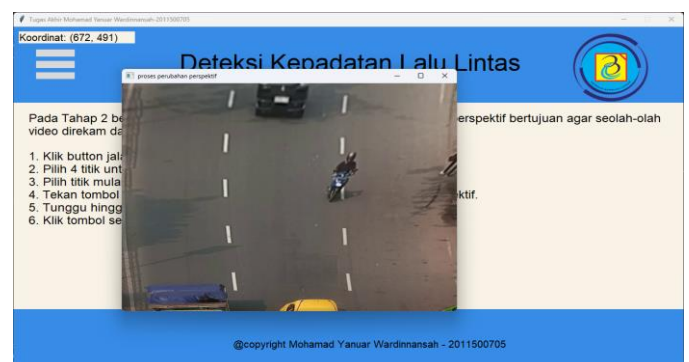 Tugas Akhir Mohamad Yanuar Wardinnansah-2011500705
Koordinat: (672, 491)
Deteksi Kepadatan Lalu Lintas
proses perubahan perspektif
Pada Tahap 2 be erspektif bertujuan agar seolah-olah
video direkam da
1. Klik button jala
2. Pilih 4 titik unt
3. Pilih titik mula
4. Tekan tombol ktif.
5. Tunggu hingg
6. Klik tombol se
@copyright Mohamad Yanuar Wardinnansah - 2011500705